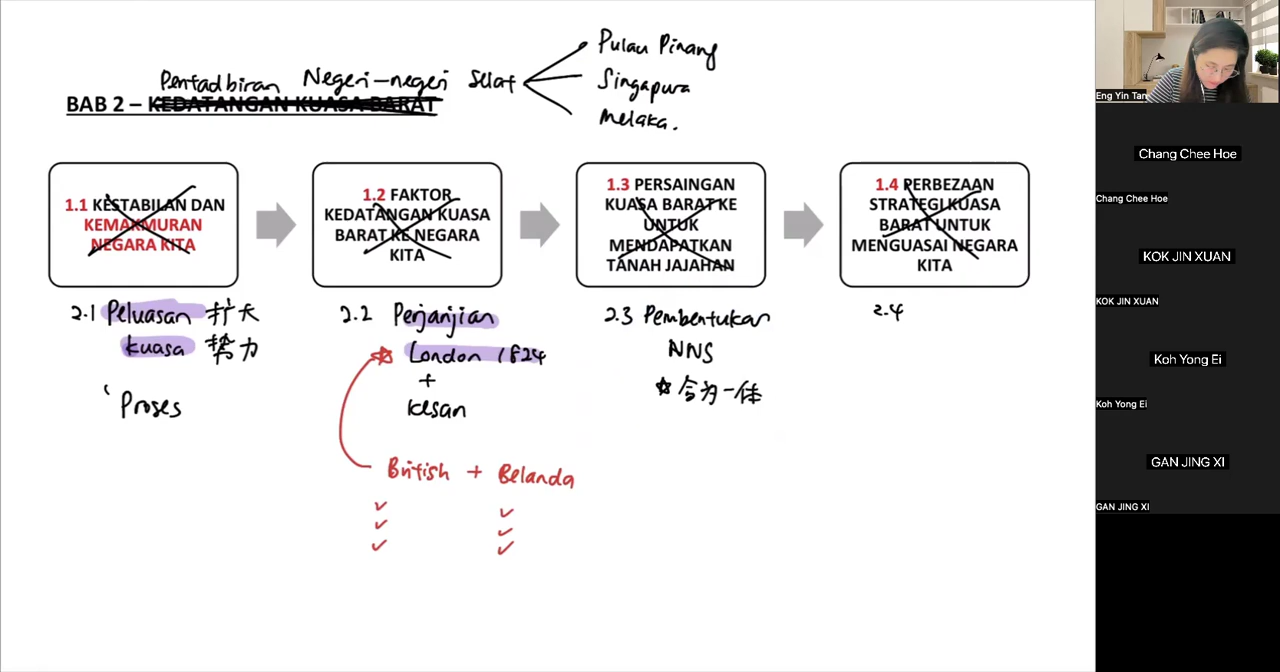 Pentadbiran Negeri-negeri Selat
Pulau Pinang
Singapura
Melaka.
BAB 2 – KEDATANGAN KUASA BARAT
1.1 KESTABILAN DAN
KEMAKMURAN
NEGARA KITA
1.2 FAKTOR
KEDATANGAN KUASA
BARAT KE NEGARA
KITA
1.3 PERSAINGAN
KUASA BARAT KE
UNTUK
MENDAPATKAN
TANAH JAJAHAN
1.4 PERBEZAAN
STRATEGI KUASA
BARAT UNTUK
MENGUASAI NEGARA
KITA
2.1 Peluasan 扩大
kuasa 势力
Proses
2.2 Perjanjian
London 1824
+
kesan
British + Belanda
2.3 Pembentukan
NNS
合为一体
2.4
Eng Yin Tan
Chang Chee Hoe
Chang Chee Hoe
KOK JIN XUAN
KOK JIN XUAN
Koh Yong Ei
Koh Yong Ei
GAN JING XI
GAN JING XI